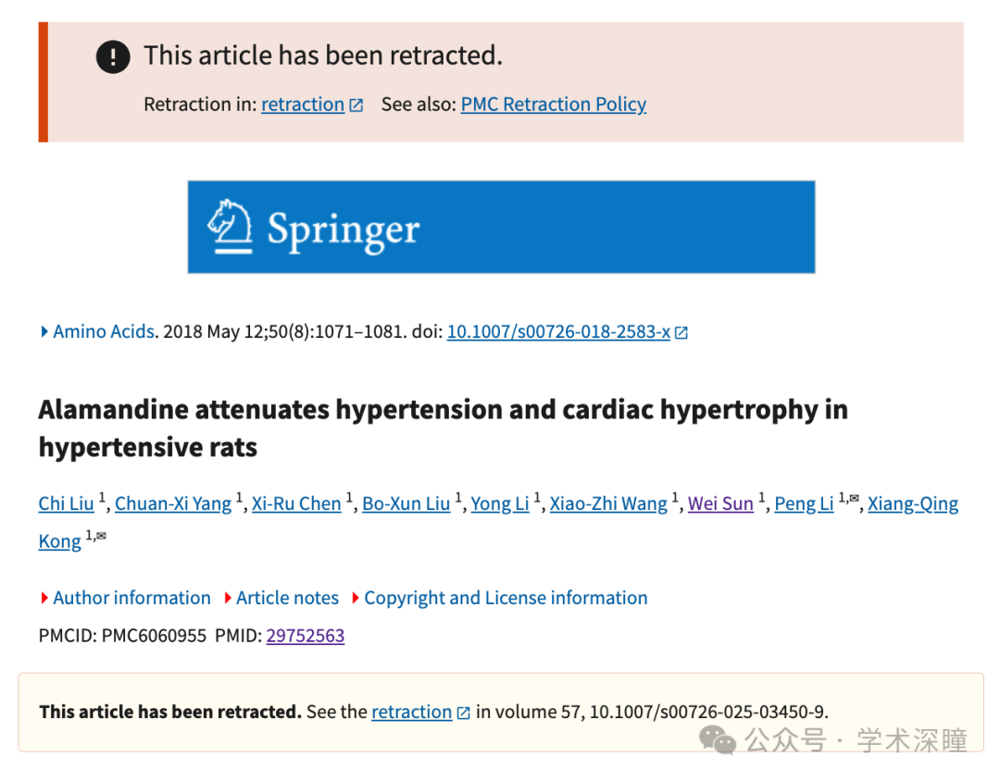 This article has been retracted.
Retraction in: retraction See also: PMC Retraction Policy
Springer
Amino Acids. 2018 May 12;50(8):1071–1081. doi: 10.1007/s00726-018-2583-x
Alamandine attenuates hypertension and cardiac hypertrophy in
hypertensive rats
Chi Liu 1, Chuan-Xi Yang 1, Xi-Ru Chen 1, Bo-Xun Liu 1, Yong Li 1, Xiao-Zhi Wang 1, Wei Sun 1, Peng Li 1,✉, Xiang-Qing
Kong 1,✉
Author information Article notes Copyright and License information
PMCID: PMC6060955 PMID: 29752563
This article has been retracted. See the retraction in volume 57, 10.1007/s00726-025-03450-9.
公众号 · 学术深瞳